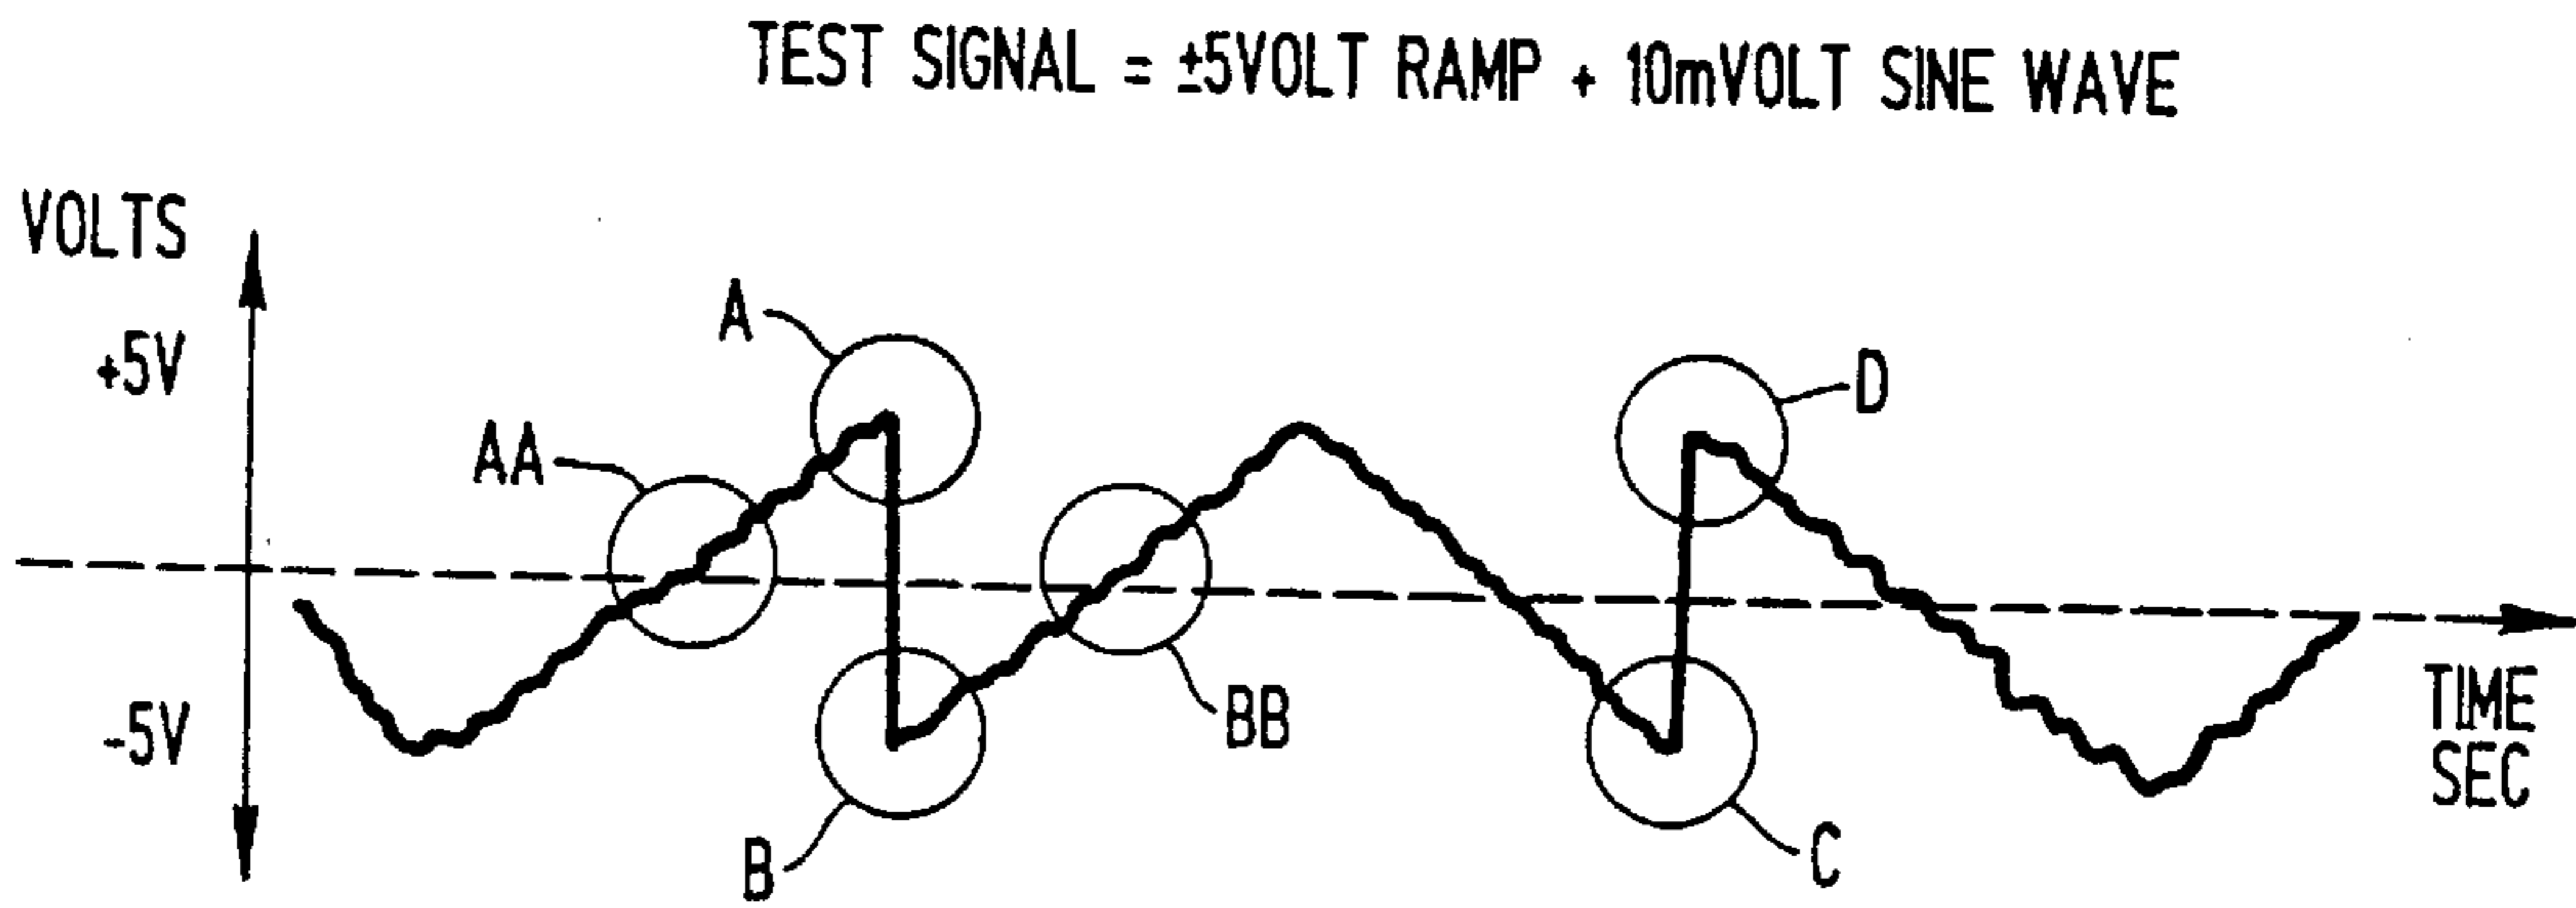 TEST SIGNAL = ±5VOLT RAMP + 10mVOLT SINE WAVE
VOLTS
+5V
-5V
A
AA
B
BB
C
D
TIME
SEC